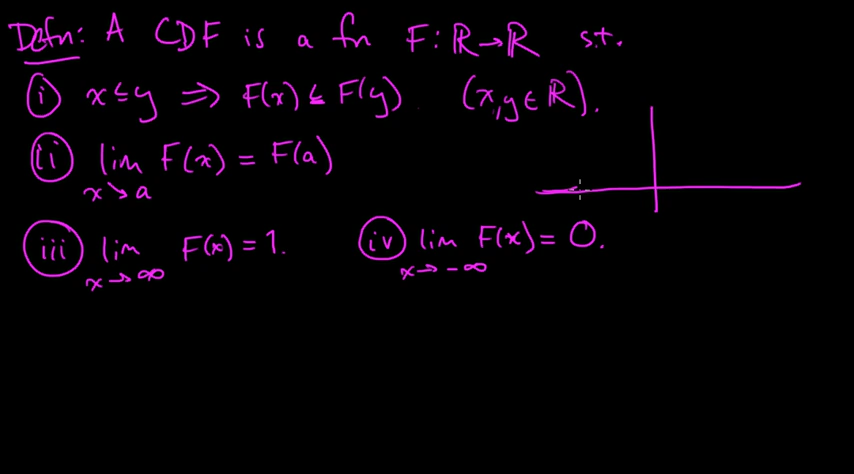 Defn: A CDF is a fn F: ℝ→ℝ s.t.
(i) x ≤ y ⇒ F(x) ≤ F(y) (x,y ∈ ℝ).
(ii) lim F(x) = F(a)
x↘a
(iii) lim F(x) = 1. (iv) lim F(x) = 0.
x→∞ x→-∞